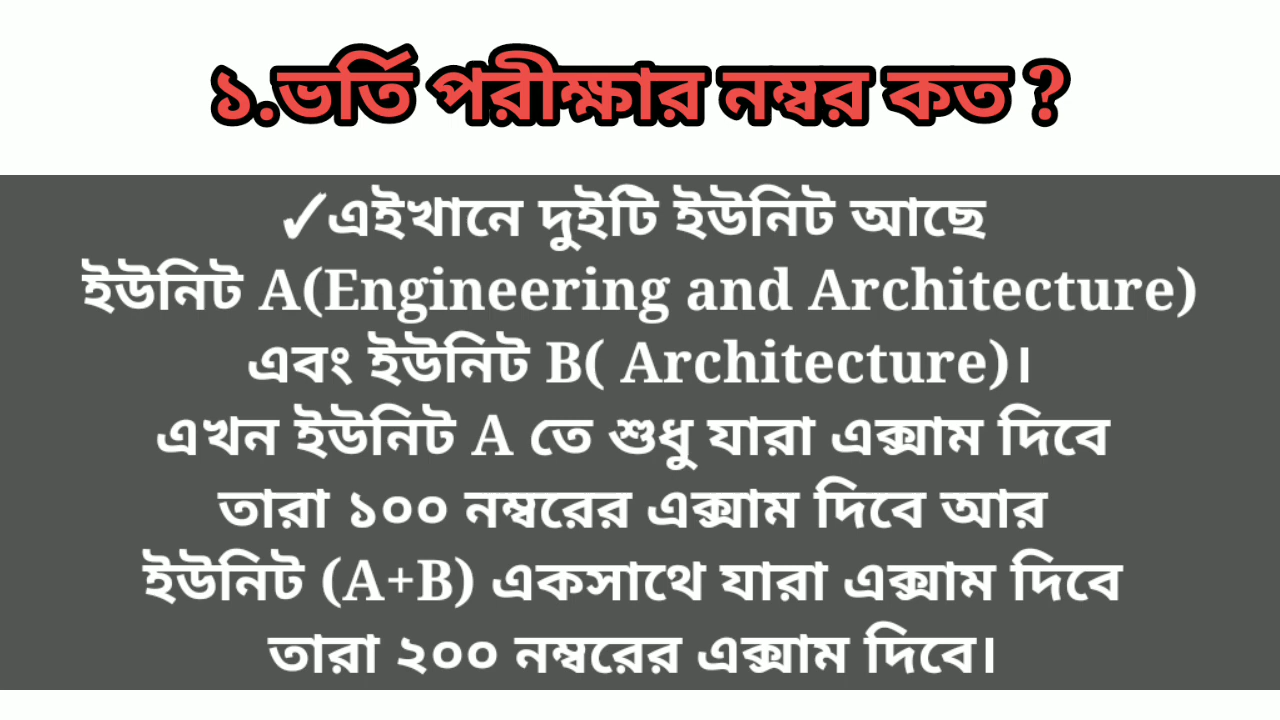 ১.ভর্তি পরীক্ষার নম্বর কত ?
✓এইখানে দুইটি ইউনিট আছে
ইউনিট A(Engineering and Architecture)
এবং ইউনিট B( Architecture)।
এখন ইউনিট A তে শুধু যারা এক্সাম দিবে
তারা ১০০ নম্বরের এক্সাম দিবে আর
ইউনিট (A+B) একসাথে যারা এক্সাম দিবে
তারা ২০০ নম্বরের এক্সাম দিবে।